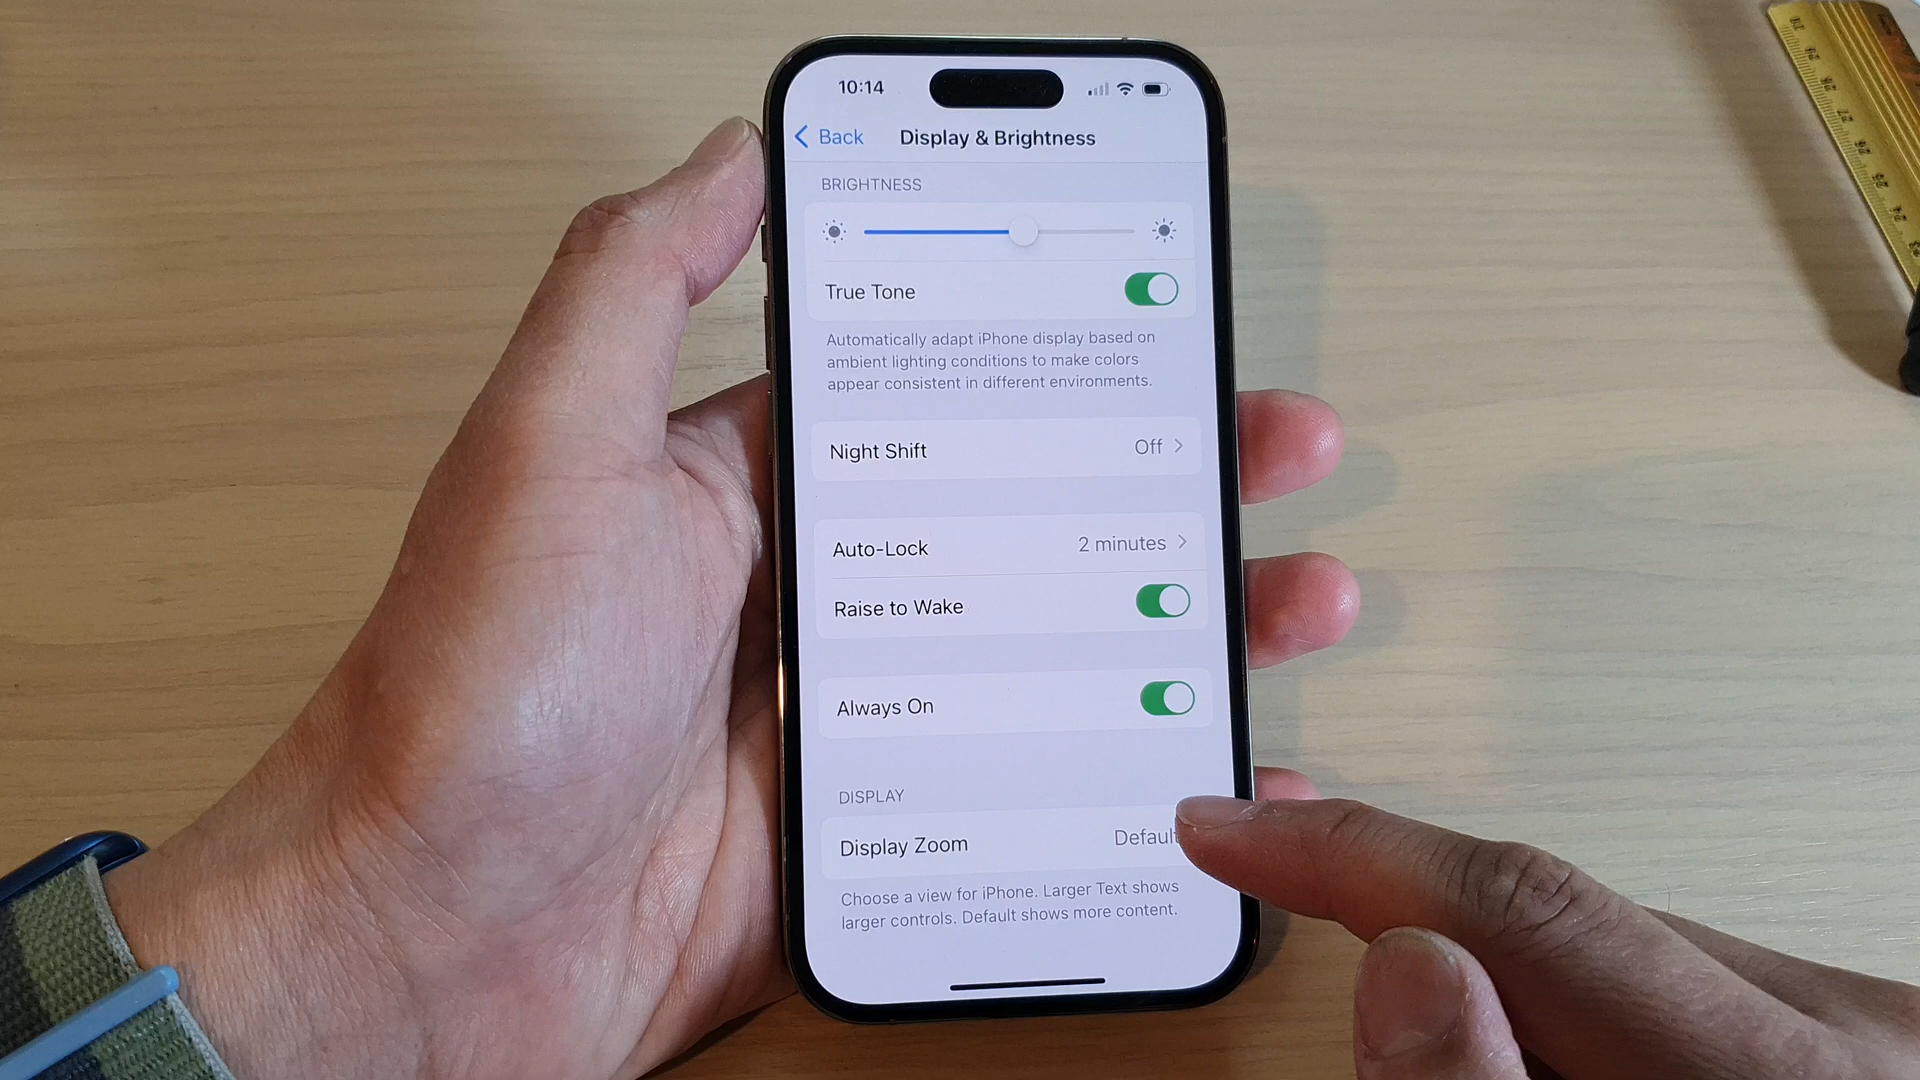 10:14
Back Display & Brightness
BRIGHTNESS
True Tone
Automatically adapt iPhone display based on
ambient lighting conditions to make colors
appear consistent in different environments.
Night Shift Off
Auto-Lock 2 minutes
Raise to Wake
Always On
DISPLAY
Display Zoom Default
Choose a view for iPhone. Larger Text shows
larger controls. Default shows more content.